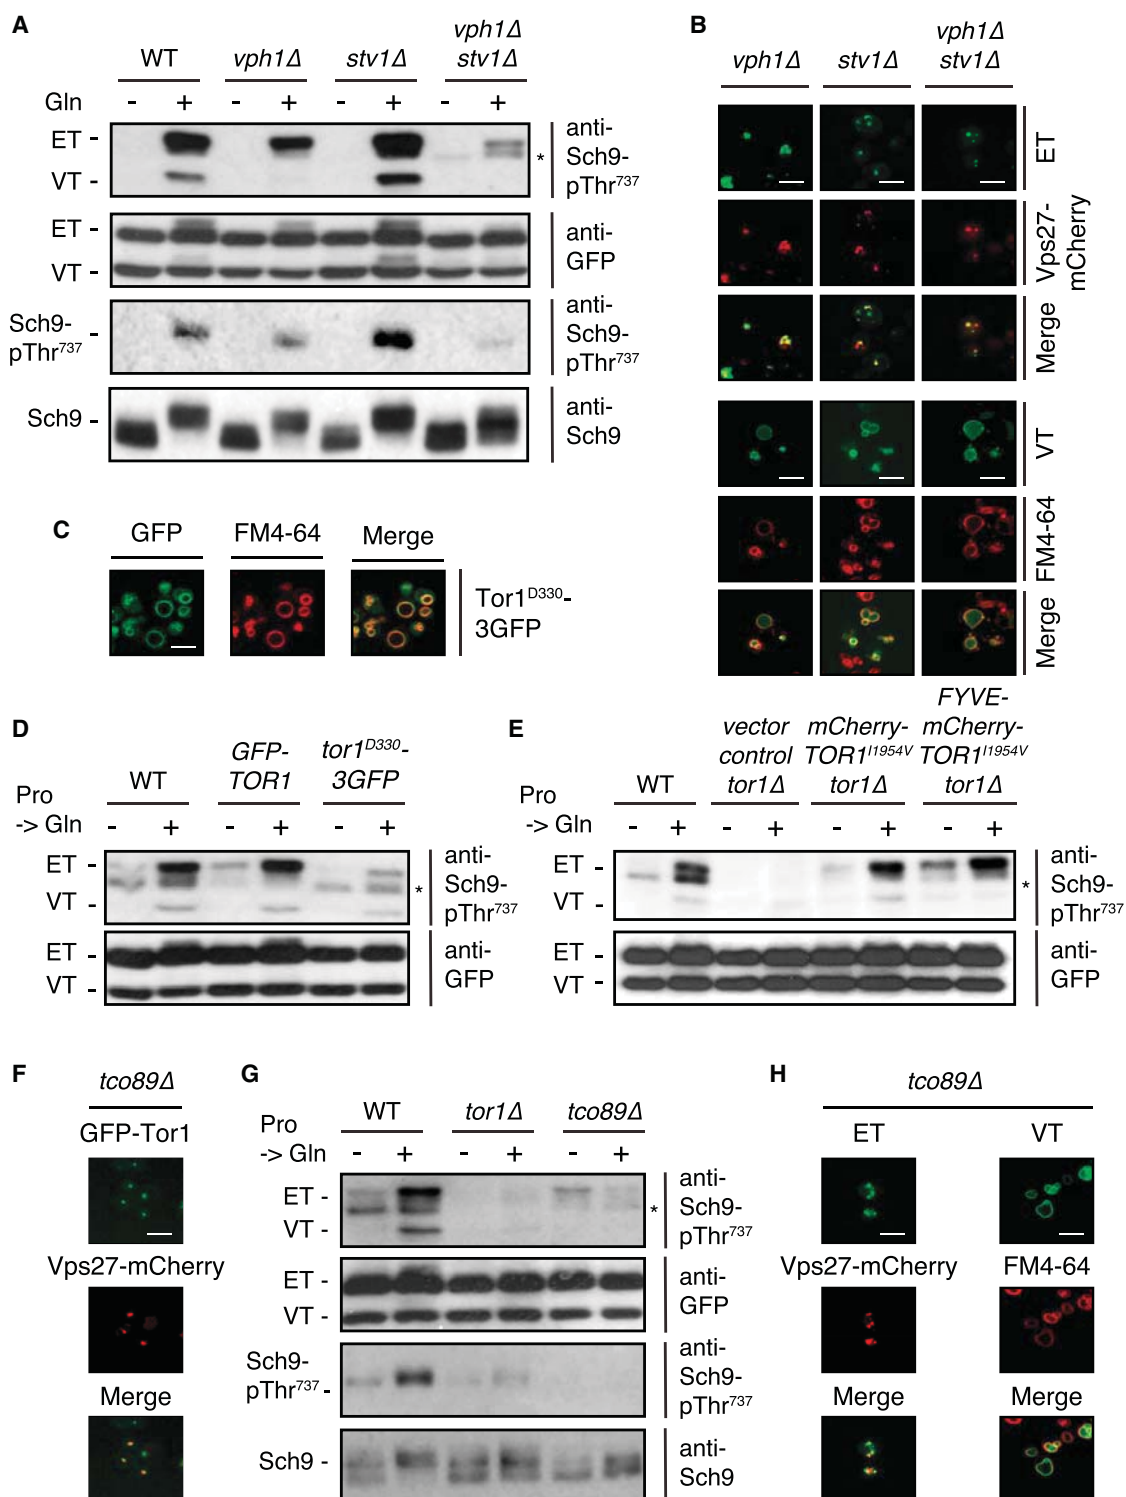 A
vph1Δ
WT vph1Δ stv1Δ stv1Δ
Gln - + - + - + - +
ET -
VT -
*
anti-
Sch9-
pThr737
ET -
VT -
anti-
GFP
Sch9-
pThr737
-
anti-
Sch9-
pThr737
Sch9 -
anti-
Sch9
B
vph1Δ
vph1Δ stv1Δ stv1Δ
ET
Vps27-
mCherry
Merge
VT
FM4-64
Merge
C
GFP FM4-64 Merge
Tor1D330-
3GFP
D
WT
GFP-
TOR1
tor1D330-
3GFP
Pro
-> Gln - + - + - +
ET -
VT -
*
anti-
Sch9-
pThr737
ET -
VT -
anti-
GFP
E
WT
vector
control
tor1Δ
mCherry-
TOR1I1954V
tor1Δ
FYVE-
mCherry-
TOR1I1954V
tor1Δ
Pro
-> Gln - + - + - + - +
ET -
VT -
*
anti-
Sch9-
pThr737
ET -
VT -
anti-
GFP
F
tco89Δ
GFP-Tor1
Vps27-mCherry
Merge
G
WT tor1Δ tco89Δ
Pro
-> Gln - + - + - +
ET -
VT -
*
anti-
Sch9-
pThr737
ET -
VT -
anti-
GFP
Sch9-
pThr737 -
anti-
Sch9-
pThr737
Sch9 -
anti-
Sch9
H
tco89Δ
ET VT
Vps27-mCherry FM4-64
Merge Merge